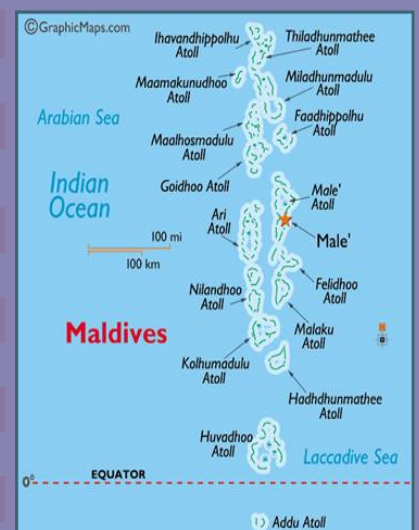 ©GraphicMaps.com
Ihavandhippolhu
Atoll
Thiladhunmathee
Atoll
Maamakunudhoo
Atoll
Miladhunmadulu
Atoll
Arabian Sea
Faadhippolhu
Atoll
Maalhosmadulu
Atoll
Goidhoo Atoll
Indian
Ocean
Male'
Atoll
Ari
Atoll
Male'
100 mi
100 km
Felidhoo
Atoll
Nilandhoo
Atoll
Maldives
Malaku
Atoll
Kolhumadulu
Atoll
Hadhdhunmathee
Atoll
Huvadhoo
Atoll
Laccadive Sea
0°
EQUATOR
Addu Atoll